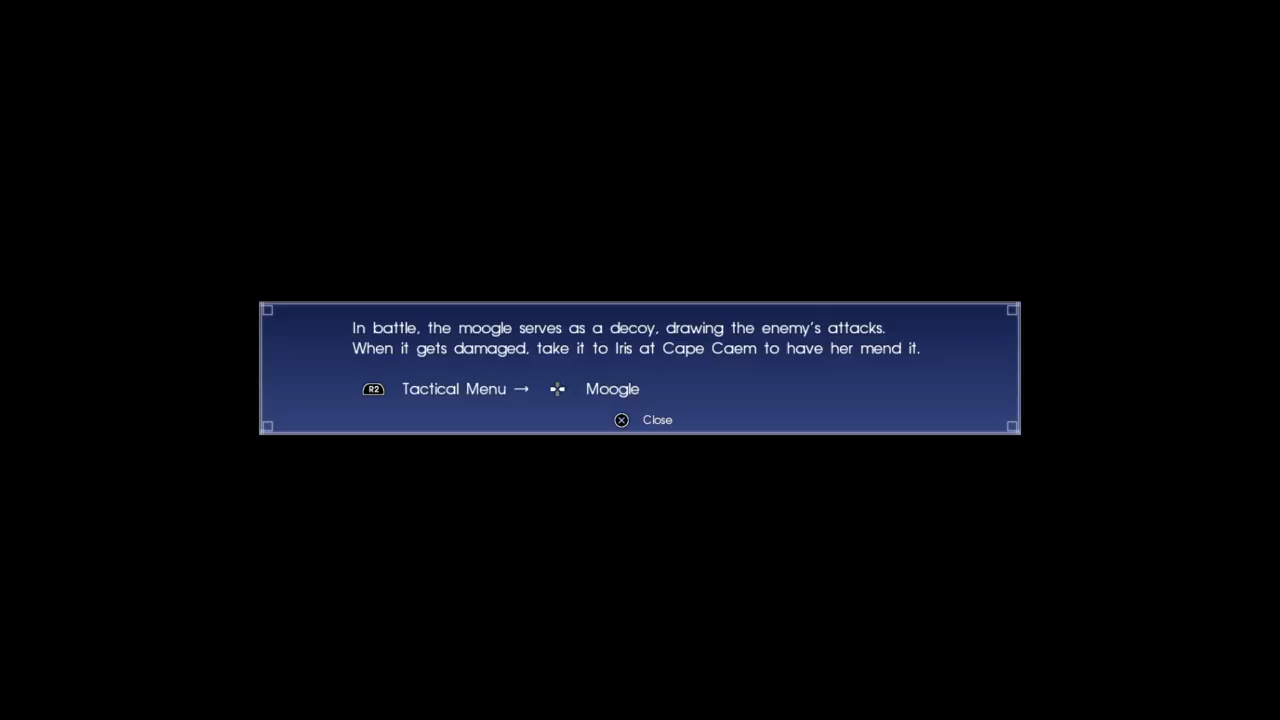 In battle, the moogle serves as a decoy, drawing the enemy's attacks.
When it gets damaged, take it to Iris at Cape Caem to have her mend it.
R2 Tactical Menu → Moogle
Close